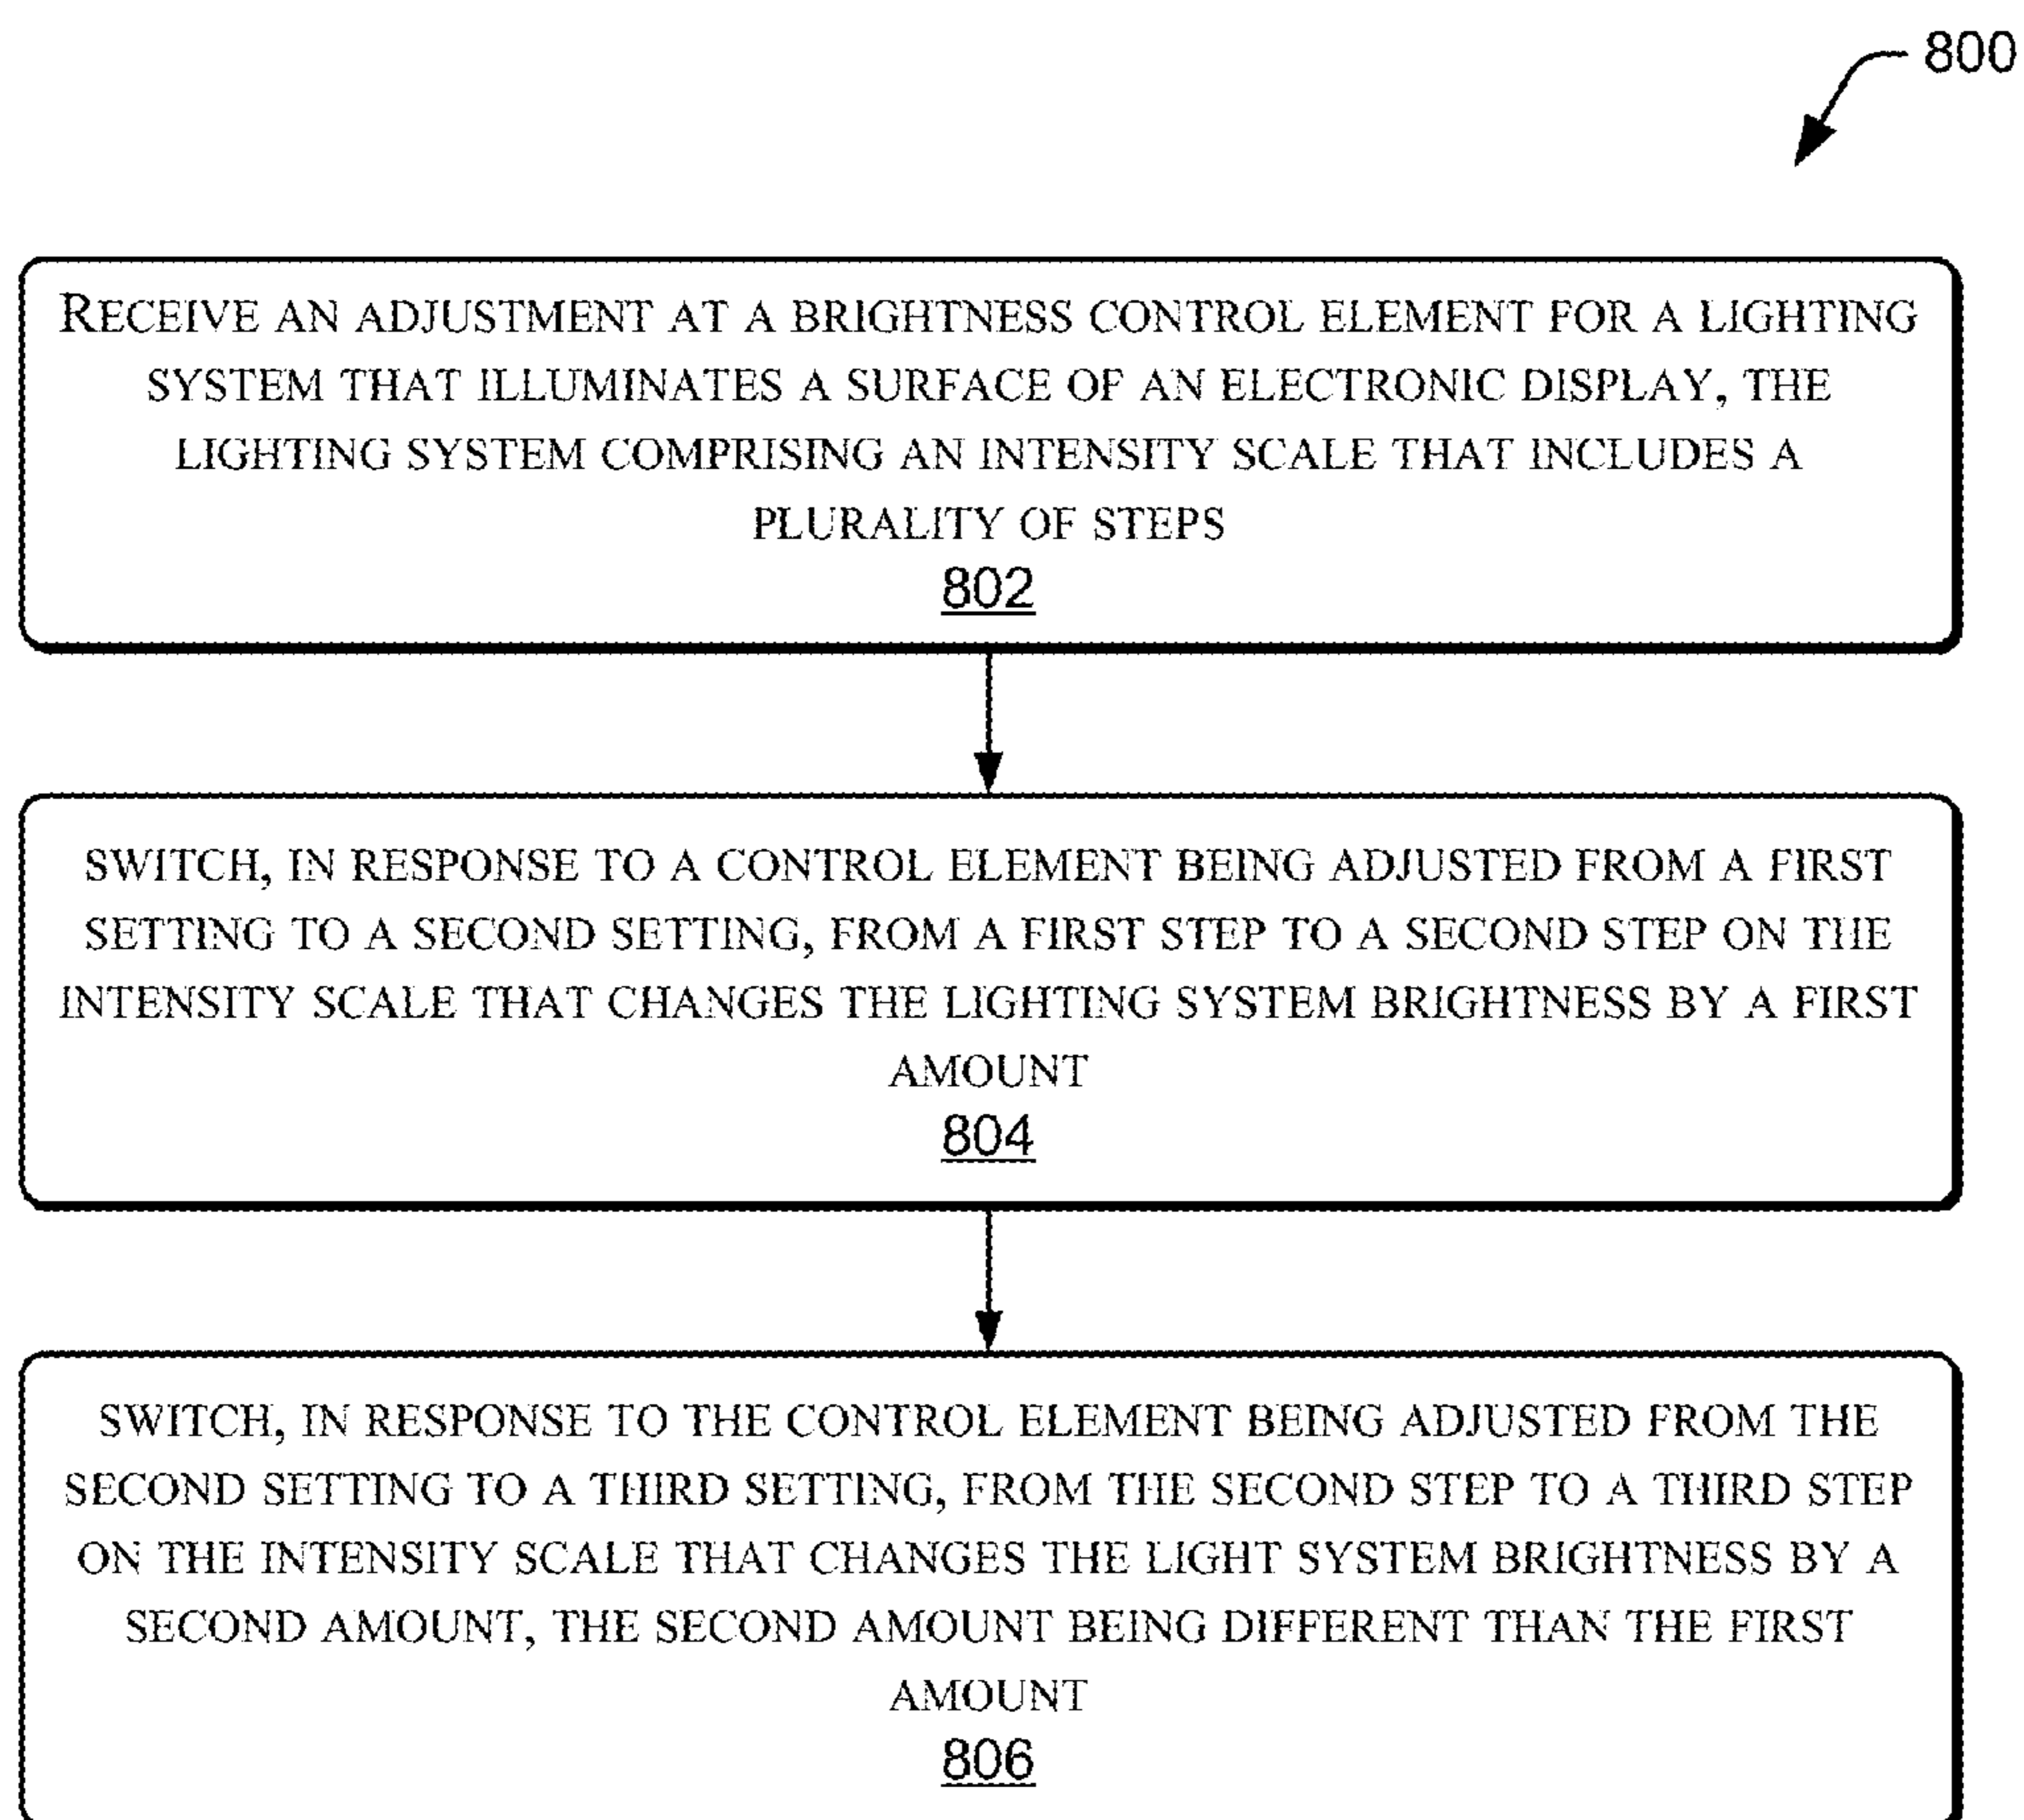 800
RECEIVE AN ADJUSTMENT AT A BRIGHTNESS CONTROL ELEMENT FOR A LIGHTING
SYSTEM THAT ILLUMINATES A SURFACE OF AN ELECTRONIC DISPLAY, THE
LIGHTING SYSTEM COMPRISING AN INTENSITY SCALE THAT INCLUDES A
PLURALITY OF STEPS
802
SWITCH, IN RESPONSE TO A CONTROL ELEMENT BEING ADJUSTED FROM A FIRST
SETTING TO A SECOND SETTING, FROM A FIRST STEP TO A SECOND STEP ON THE
INTENSITY SCALE THAT CHANGES THE LIGHTING SYSTEM BRIGHTNESS BY A FIRST
AMOUNT
804
SWITCH, IN RESPONSE TO THE CONTROL ELEMENT BEING ADJUSTED FROM THE
SECOND SETTING TO A THIRD SETTING, FROM THE SECOND STEP TO A THIRD STEP
ON THE INTENSITY SCALE THAT CHANGES THE LIGHT SYSTEM BRIGHTNESS BY A
SECOND AMOUNT, THE SECOND AMOUNT BEING DIFFERENT THAN THE FIRST
AMOUNT
806